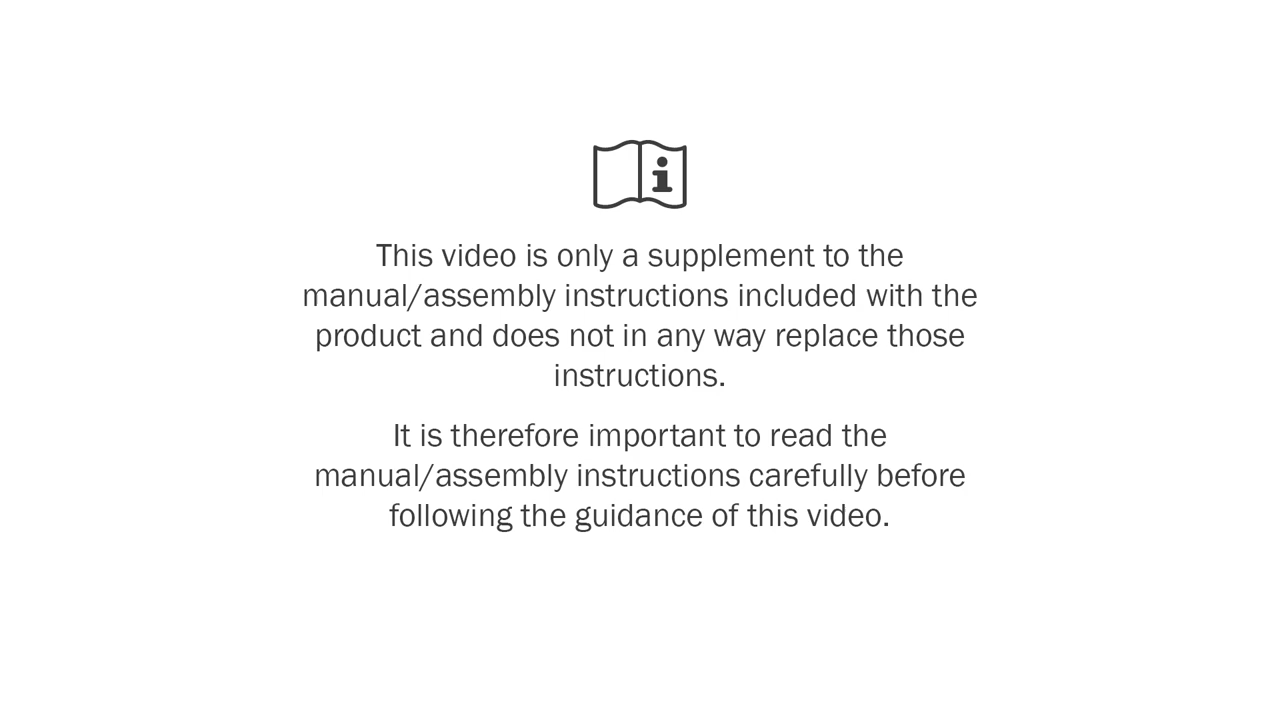 This video is only a supplement to the
manual/assembly instructions included with the
product and does not in any way replace those
instructions.
It is therefore important to read the
manual/assembly instructions carefully before
following the guidance of this video.